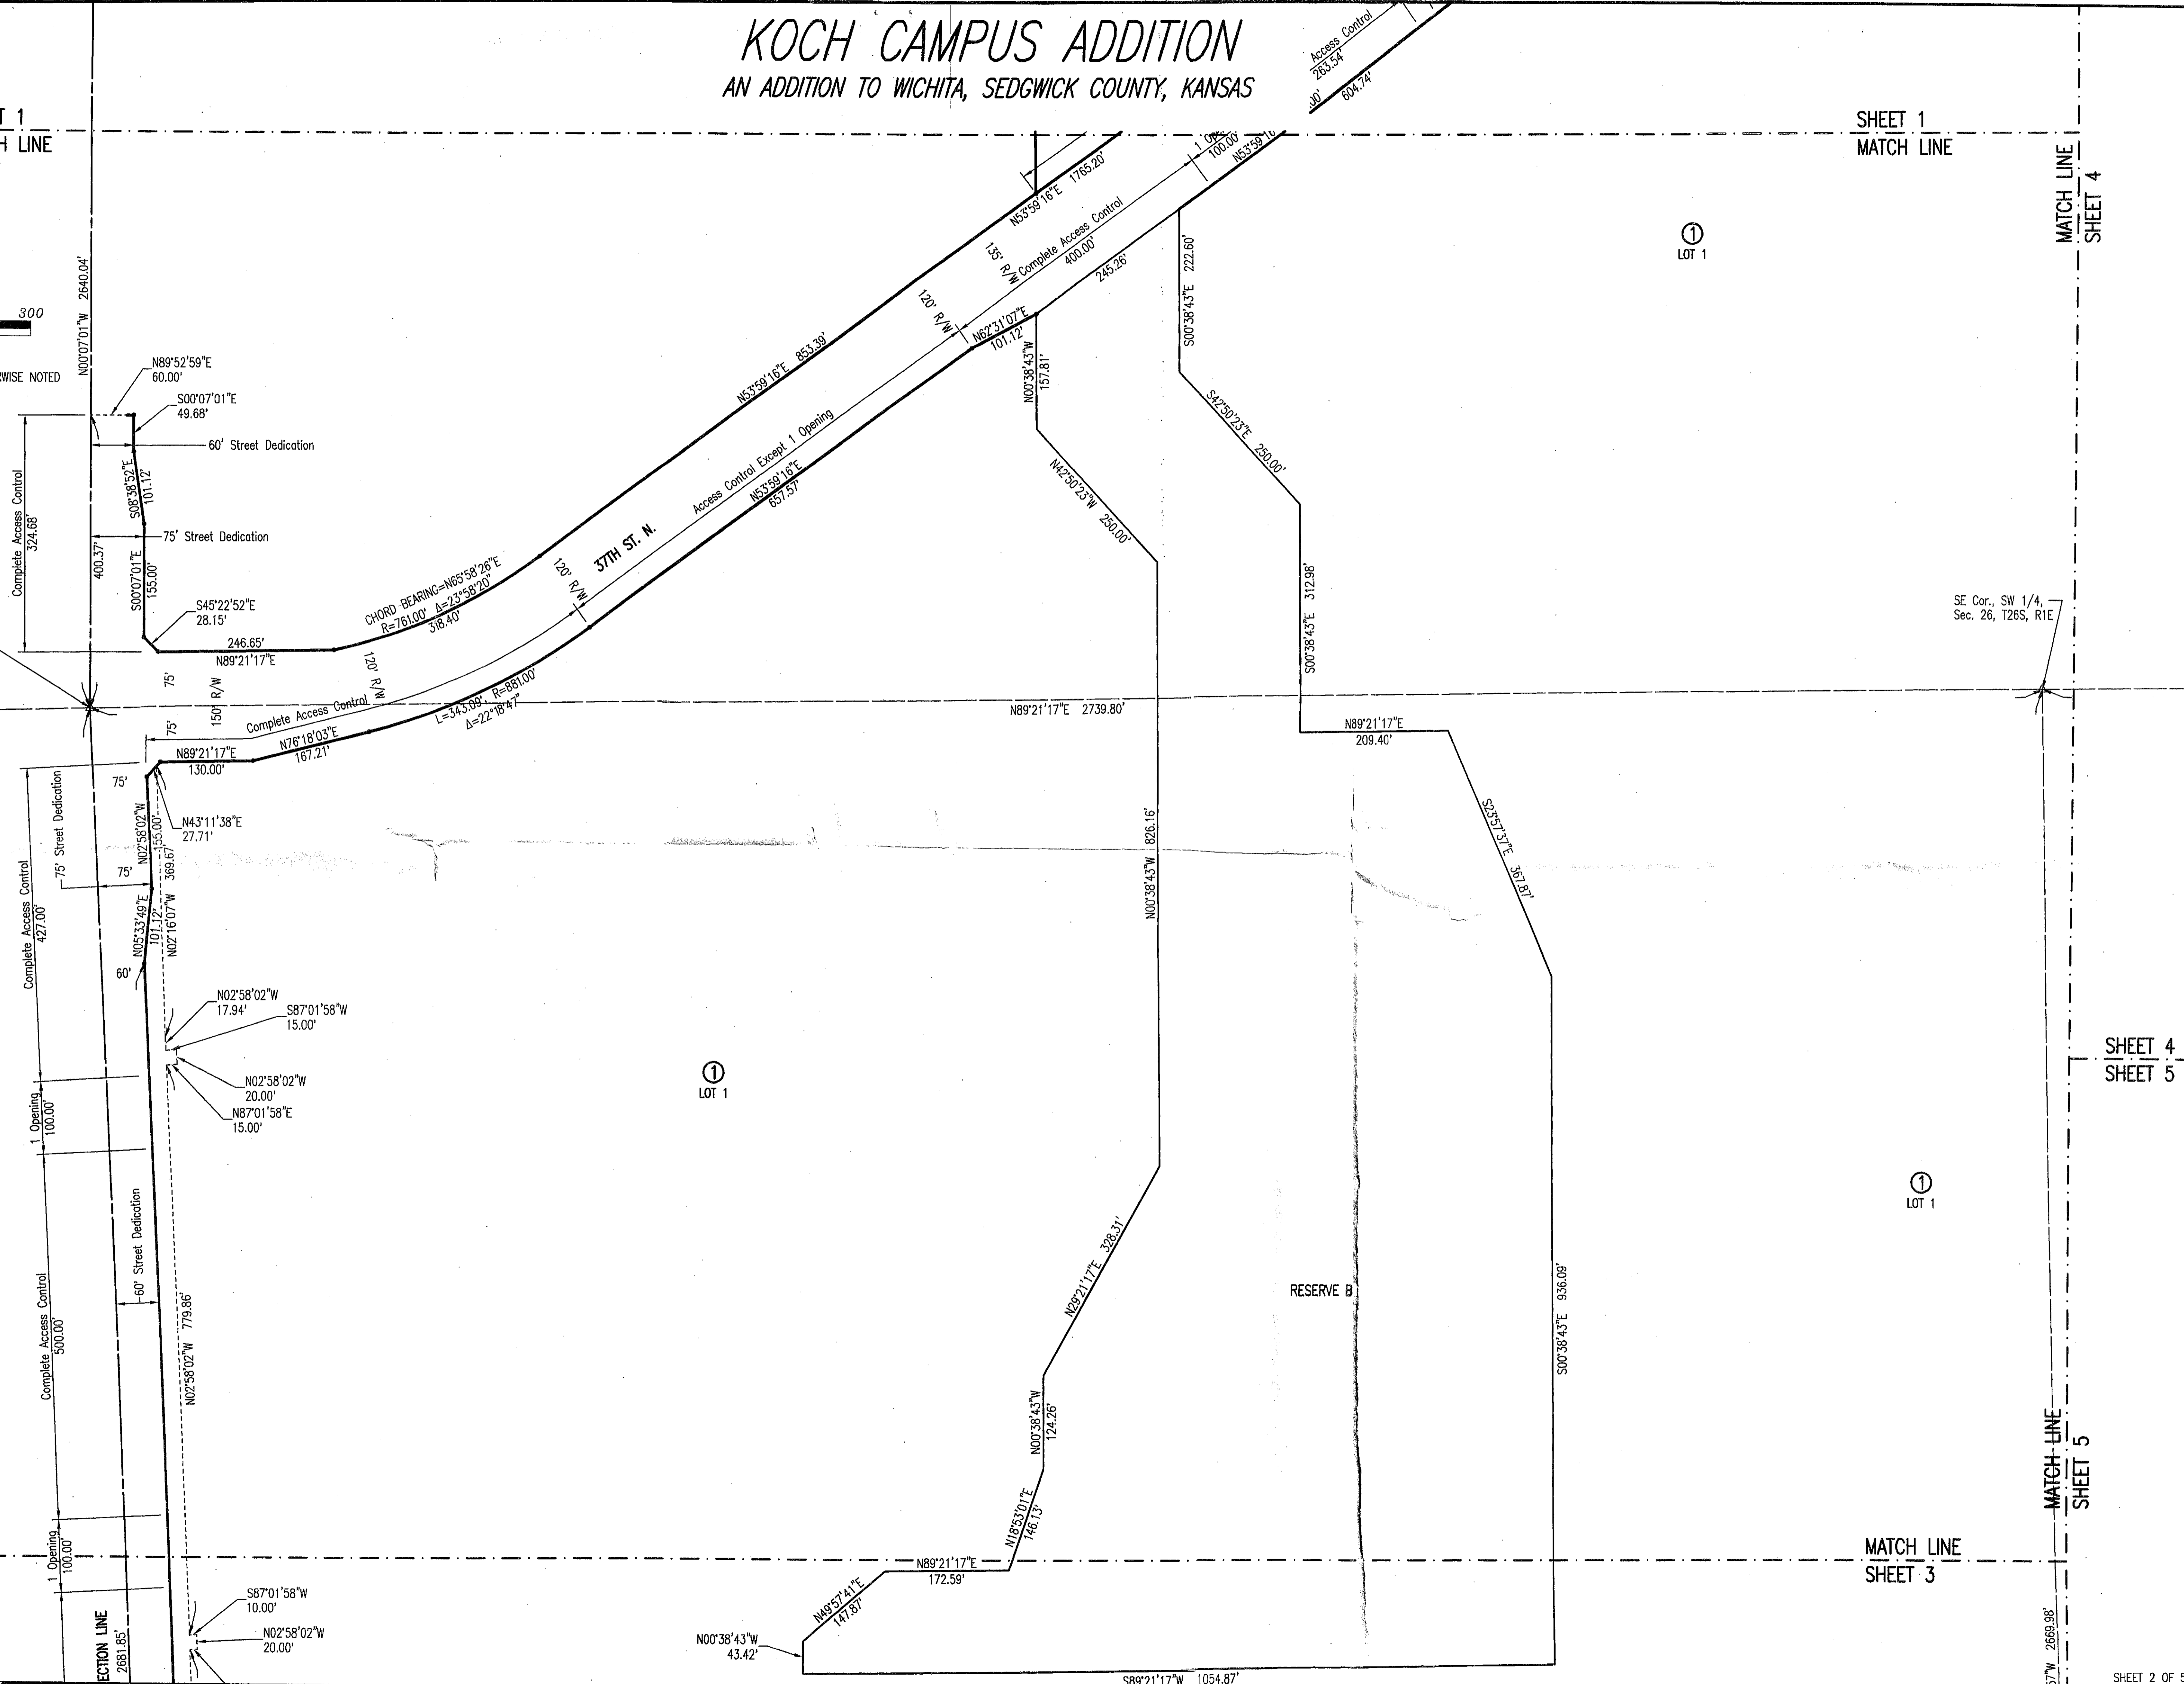 KOCH CAMPUS ADDITION
AN ADDITION TO WICHITA, SEDGWICK COUNTY, KANSAS
Access Control
263.54'
604.74'
SHEET 1
MATCH LINE
MATCH LINE
SHEET 4
1
LOT 1
N53°59'16"E 1765.20'
100.00'
Complete Access Control
400.00'
135' R/W
120' R/W
245.26'
N62°31'07"E
101.12'
N00°38'43"W
157.81'
S00°38'43"E 222.60'
S42°50'23"E 250.00'
N42°50'23"W 250.00'
S00°38'43"E 312.98'
N00°07'01"W 2640.04'
300
N89°52'59"E
60.00'
S00°07'01"E
49.68'
60' Street Dedication
S08°38'52"E
101.12'
75' Street Dedication
S00°07'01"E
155.00'
S45°22'52"E
28.15'
Complete Access Control
324.68'
400.37'
246.65'
N89°21'17"E
CHORD BEARING=N65°58'26"E
R=761.00' Δ=23°58'20"
318.40'
N53°59'16"E 853.39'
Access Control Except 1 Opening
N53°59'16"E
657.57'
37TH ST. N.
120' R/W
120' R/W
75'
150' R/W
75'
Complete Access Control
L=343.09', R=881.00'
Δ=22°18'47"
N76°18'03"E
167.21'
N89°21'17"E
130.00'
N89°21'17"E 2739.80'
SE Cor., SW 1/4,
Sec. 26, T26S, R1E
N89°21'17"E
209.40'
S23°57'37"E 367.87'
N00°38'43"W 826.16'
75'
N43°11'38"E
27.71'
75' Street Dedication
N02°58'02"W
155.00'
75'
N05°33'49"E
101.12'
N02°16'07"W 369.67
60'
Complete Access Control
427.00'
N02°58'02"W
17.94'
S87°01'58"W
15.00'
N02°58'02"W
20.00'
N87°01'58"E
15.00'
1 Opening
100.00'
1
LOT 1
SHEET 4
SHEET 5
1
LOT 1
60' Street Dedication
Complete Access Control
500.00'
N02°58'02"W 779.86'
N29°21'17"E 328.31'
RESERVE B
S00°38'43"E 936.09'
N00°38'43"W
124.26'
N18°53'01"E
146.13'
MATCH LINE
SHEET 5
1 Opening
100.00'
N89°21'17"E
172.59'
N49°57'41"E
147.87'
N00°38'43"W
43.42'
S89°21'17"W 1054.87'
MATCH LINE
SHEET 3
S87°01'58"W
10.00'
N02°58'02"W
20.00'
2681.85'
2669.98'
SHEET 2 OF 5